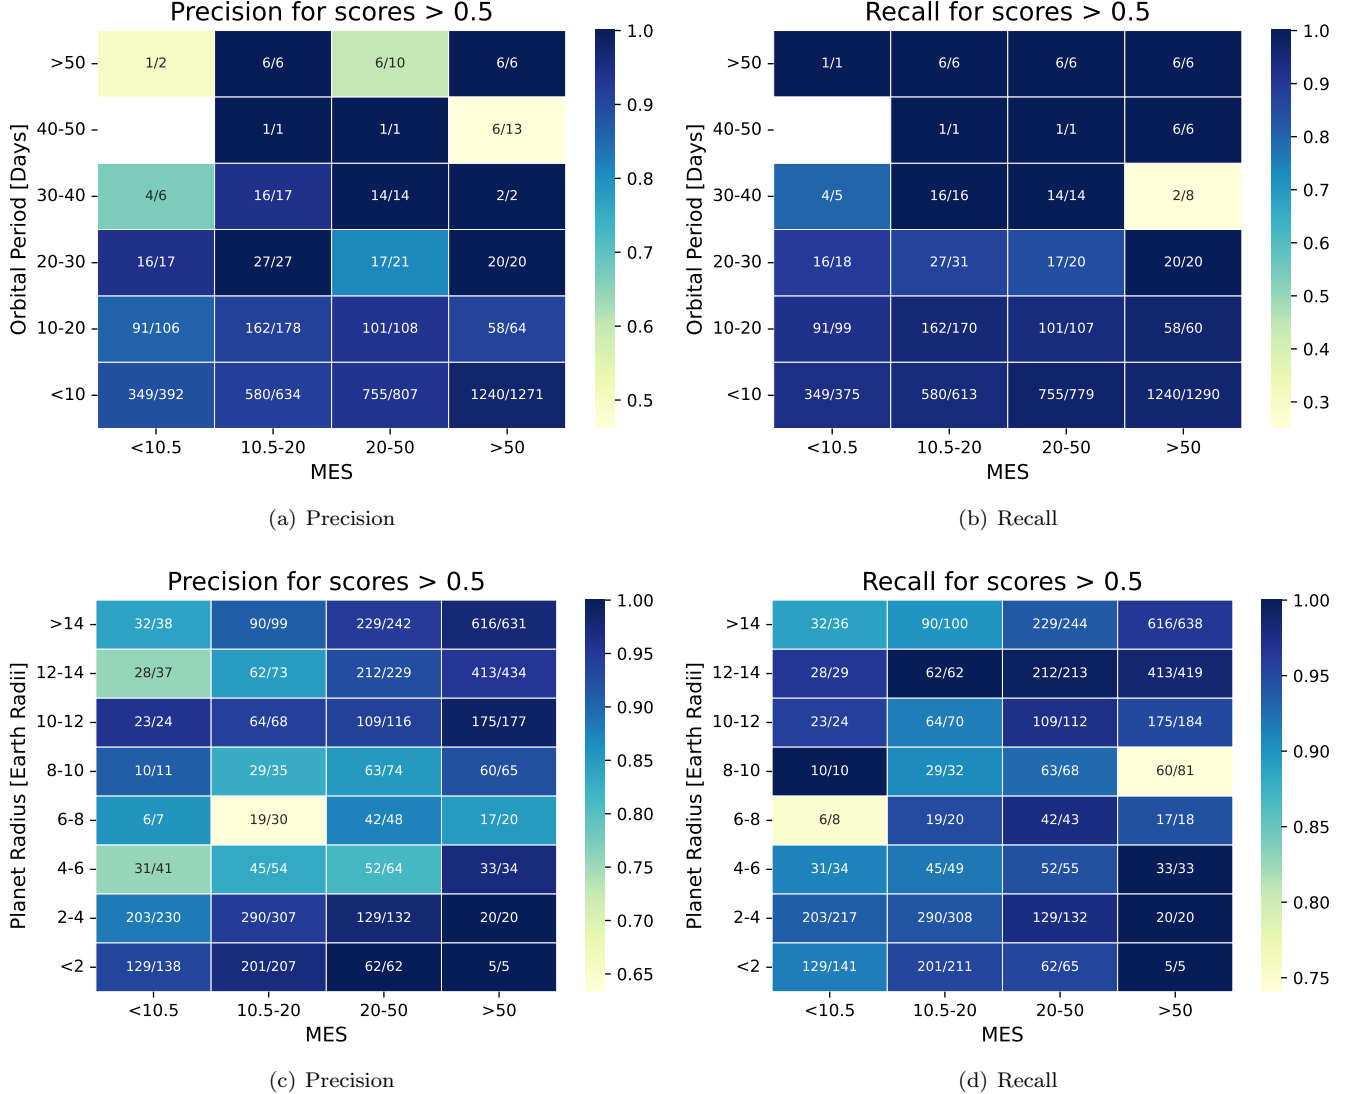 Precision for scores > 0.5
Orbital Period [Days]
>50 1/2 6/6 6/10 6/6
40-50 1/1 1/1 6/13
30-40 4/6 16/17 14/14 2/2
20-30 16/17 27/27 17/21 20/20
10-20 91/106 162/178 101/108 58/64
<10 349/392 580/634 755/807 1240/1271
<10.5 10.5-20 20-50 >50
MES
1.0
0.9
0.8
0.7
0.6
0.5
(a) Precision
Recall for scores > 0.5
Orbital Period [Days]
>50 1/1 6/6 6/6 6/6
40-50 1/1 1/1 6/6
30-40 4/5 16/16 14/14 2/8
20-30 16/18 27/31 17/20 20/20
10-20 91/99 162/170 101/107 58/60
<10 349/375 580/613 755/779 1240/1290
<10.5 10.5-20 20-50 >50
MES
1.0
0.9
0.8
0.7
0.6
0.5
0.4
0.3
(b) Recall
Precision for scores > 0.5
Planet Radius [Earth Radii]
>14 32/38 90/99 229/242 616/631
12-14 28/37 62/73 212/229 413/434
10-12 23/24 64/68 109/116 175/177
8-10 10/11 29/35 63/74 60/65
6-8 6/7 19/30 42/48 17/20
4-6 31/41 45/54 52/64 33/34
2-4 203/230 290/307 129/132 20/20
<2 129/138 201/207 62/62 5/5
<10.5 10.5-20 20-50 >50
MES
1.00
0.95
0.90
0.85
0.80
0.75
0.70
0.65
(c) Precision
Recall for scores > 0.5
Planet Radius [Earth Radii]
>14 32/36 90/100 229/244 616/638
12-14 28/29 62/62 212/213 413/419
10-12 23/24 64/70 109/112 175/184
8-10 10/10 29/32 63/68 60/81
6-8 6/8 19/20 42/43 17/18
4-6 31/34 45/49 52/55 33/33
2-4 203/217 290/308 129/132 20/20
<2 129/141 201/211 62/65 5/5
<10.5 10.5-20 20-50 >50
MES
1.00
0.95
0.90
0.85
0.80
0.75
(d) Recall